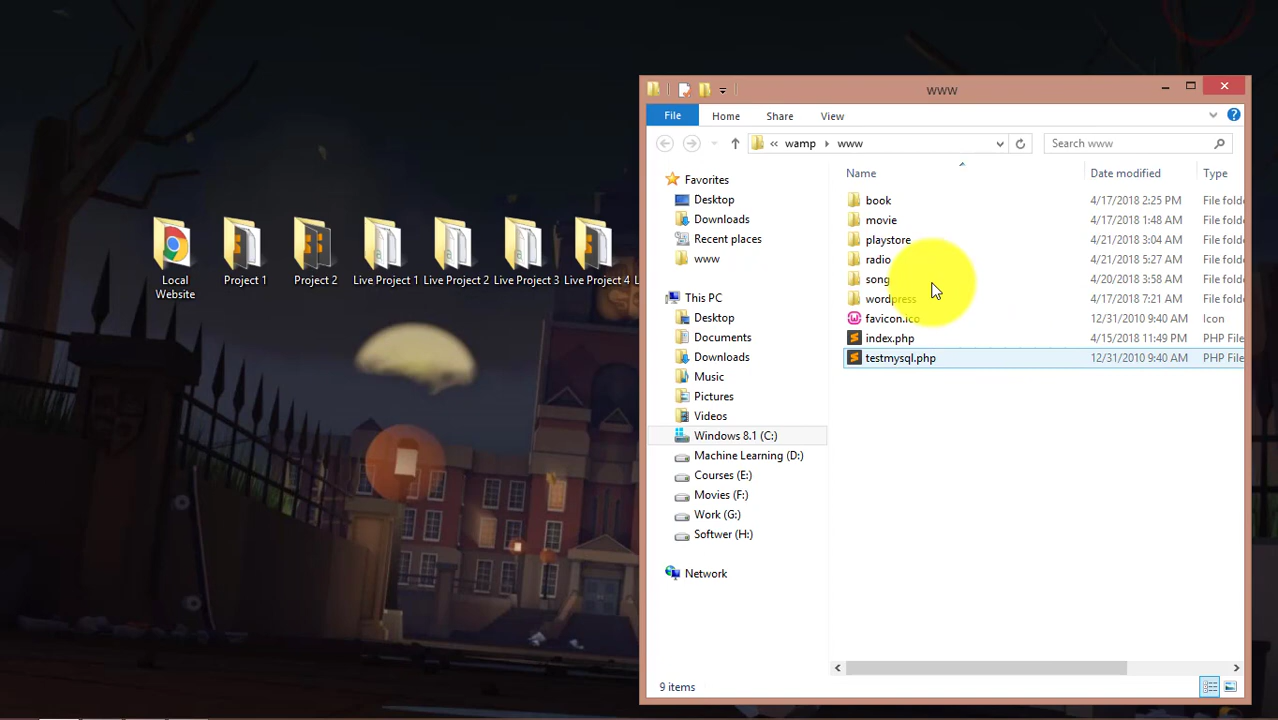 Local
Website
Project 1
Project 2
Live Project 1
Live Project 2
Live Project 3
Live Project 4
www
File
Home
Share
View
«
wamp
www
Search www
Favorites
Desktop
Downloads
Recent places
www
This PC
Desktop
Documents
Downloads
Music
Pictures
Videos
Windows 8.1 (C:)
Machine Learning (D:)
Courses (E:)
Movies (F:)
Work (G:)
Softwer (H:)
Network
Name
Date modified
Type
book
4/17/2018 2:25 PM
File folde
movie
4/17/2018 1:48 AM
File folde
playstore
4/21/2018 3:04 AM
File folde
radio
4/21/2018 5:27 AM
File folde
song
4/20/2018 3:58 AM
File folde
wordpress
4/17/2018 7:21 AM
File folde
favicon.ico
12/31/2010 9:40 AM
Icon
index.php
4/15/2018 11:49 PM
PHP File
testmysql.php
12/31/2010 9:40 AM
PHP File
9 items